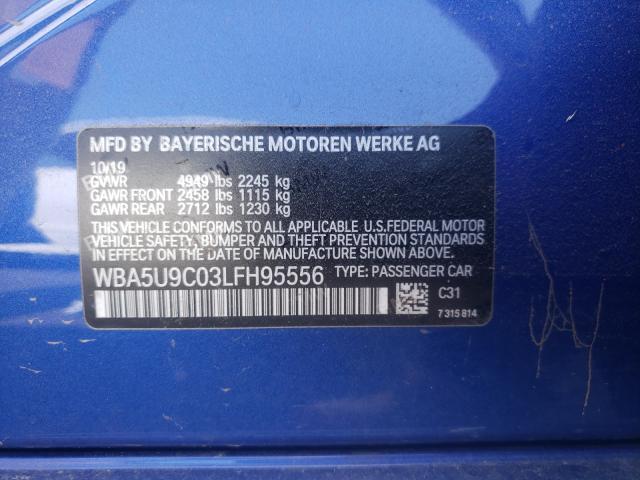 MFD BY BAYERISCHE MOTOREN WERKE AG
10/19
GVWR 4949 lbs 2245 kg
GAWR FRONT 2458 lbs 1115 kg
GAWR REAR 2712 lbs 1230 kg
THIS VEHICLE CONFORMS TO ALL APPLICABLE U.S.FEDERAL MOTOR
VEHICLE SAFETY, BUMPER, AND THEFT PREVENTION STANDARDS
IN EFFECT ON THE DATE OF MANUFACTURE SHOWN ABOVE.
WBA5U9C03LFH95556 TYPE: PASSENGER CAR
C31
7 315 814